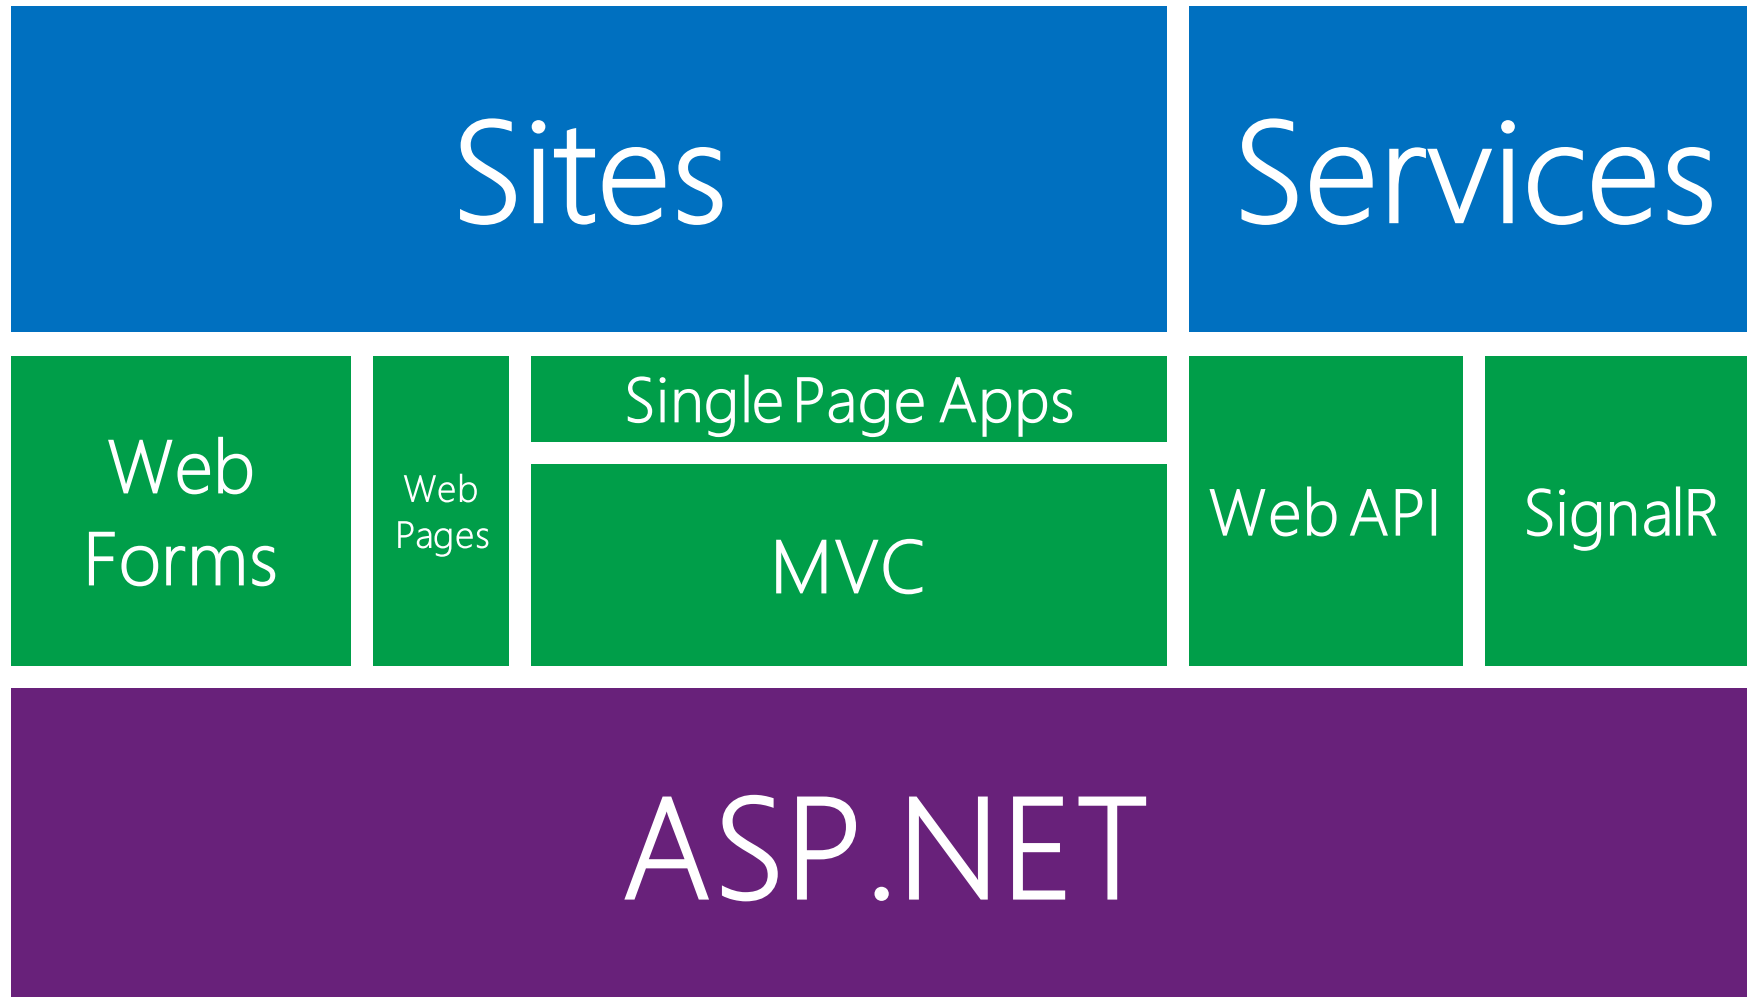 Sites
Services
Web
Forms
Web
Pages
Single Page Apps
MVC
Web API
SignalR
ASP.NET